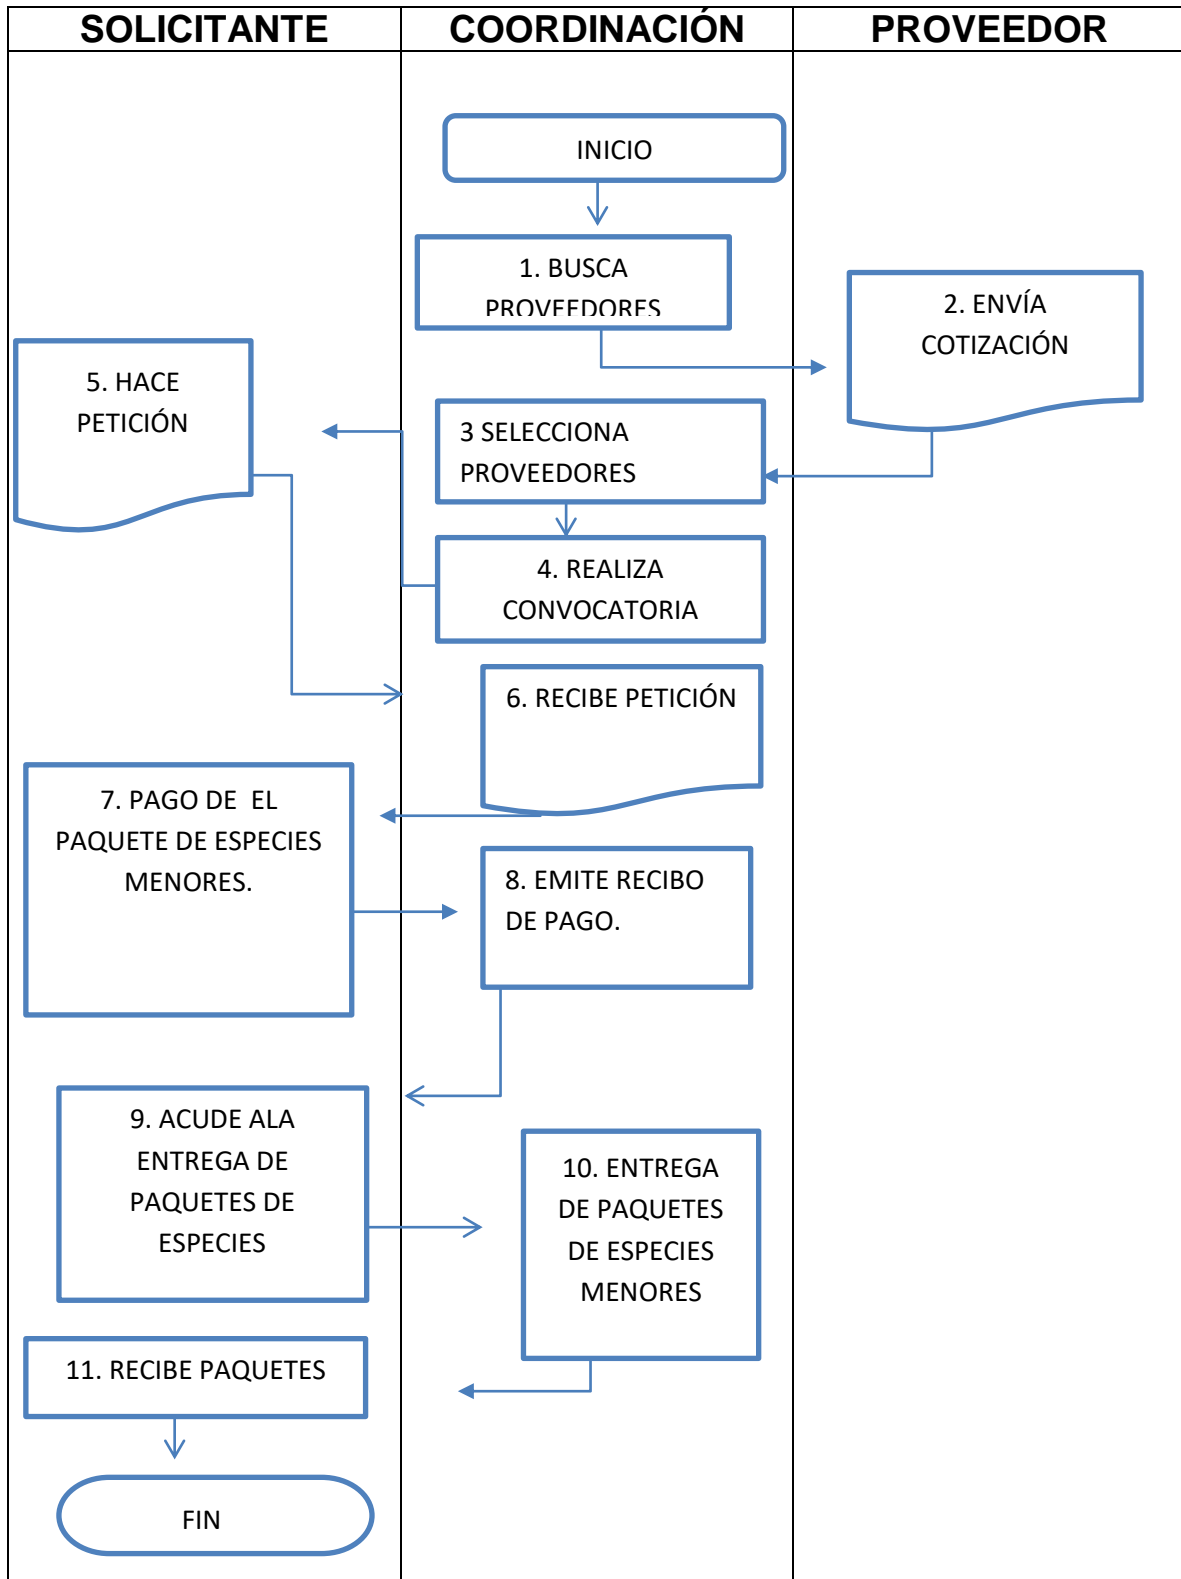 SOLICITANTE
COORDINACIÓN
PROVEEDOR
INICIO
1. BUSCA
PROVEEDORES
2. ENVÍA
COTIZACIÓN
3 SELECCIONA
PROVEEDORES
4. REALIZA
CONVOCATORIA
5. HACE
PETICIÓN
6. RECIBE PETICIÓN
7. PAGO DE  EL
PAQUETE DE ESPECIES
MENORES.
8. EMITE RECIBO
DE PAGO.
9. ACUDE ALA
ENTREGA DE
PAQUETES DE
ESPECIES
10. ENTREGA
DE PAQUETES
DE ESPECIES
MENORES
11. RECIBE PAQUETES
FIN